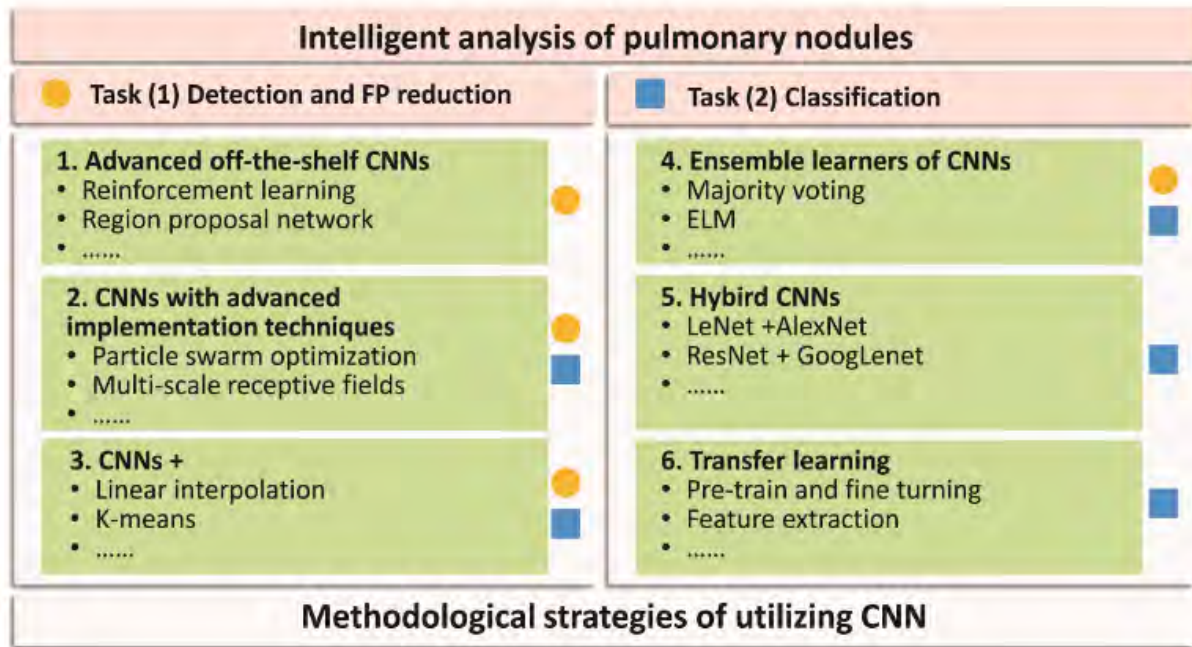 Intelligent analysis of pulmonary nodules
Task (1) Detection and FP reduction
Task (2) Classification
1. Advanced off-the-shelf CNNs
• Reinforcement learning
• Region proposal network
• ......
2. CNNs with advanced
implementation techniques
• Particle swarm optimization
• Multi-scale receptive fields
• ......
3. CNNs +
• Linear interpolation
• K-means
• ......
4. Ensemble learners of CNNs
• Majority voting
• ELM
• ......
5. Hybird CNNs
• LeNet +AlexNet
• ResNet + GoogLenet
• ......
6. Transfer learning
• Pre-train and fine turning
• Feature extraction
• ......
Methodological strategies of utilizing CNN